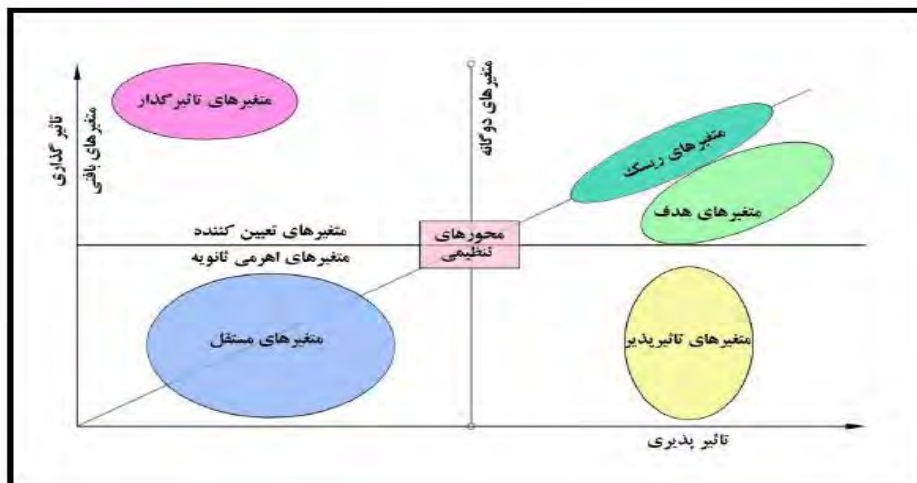 تاثیر گذاری
متغیرهای بافتی
متغیرهای تاثیرگذار
متغیرهای دوگانه
متغیرهای ریسک
متغیرهای هدف
متغیرهای تعیین کننده
متغیرهای اهرمی ثانویه
محورهای
تنظیمی
متغیرهای مستقل
متغیرهای تاثیرپذیر
تاثیر پذیری